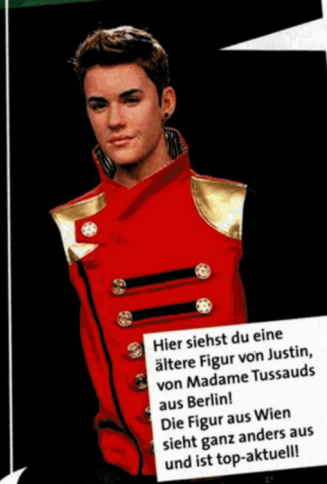 Hier siehst du eine
ältere Figur von Justin,
von Madame Tussauds
aus Berlin!
Die Figur aus Wien
sieht ganz anders aus
und ist top-aktuell!